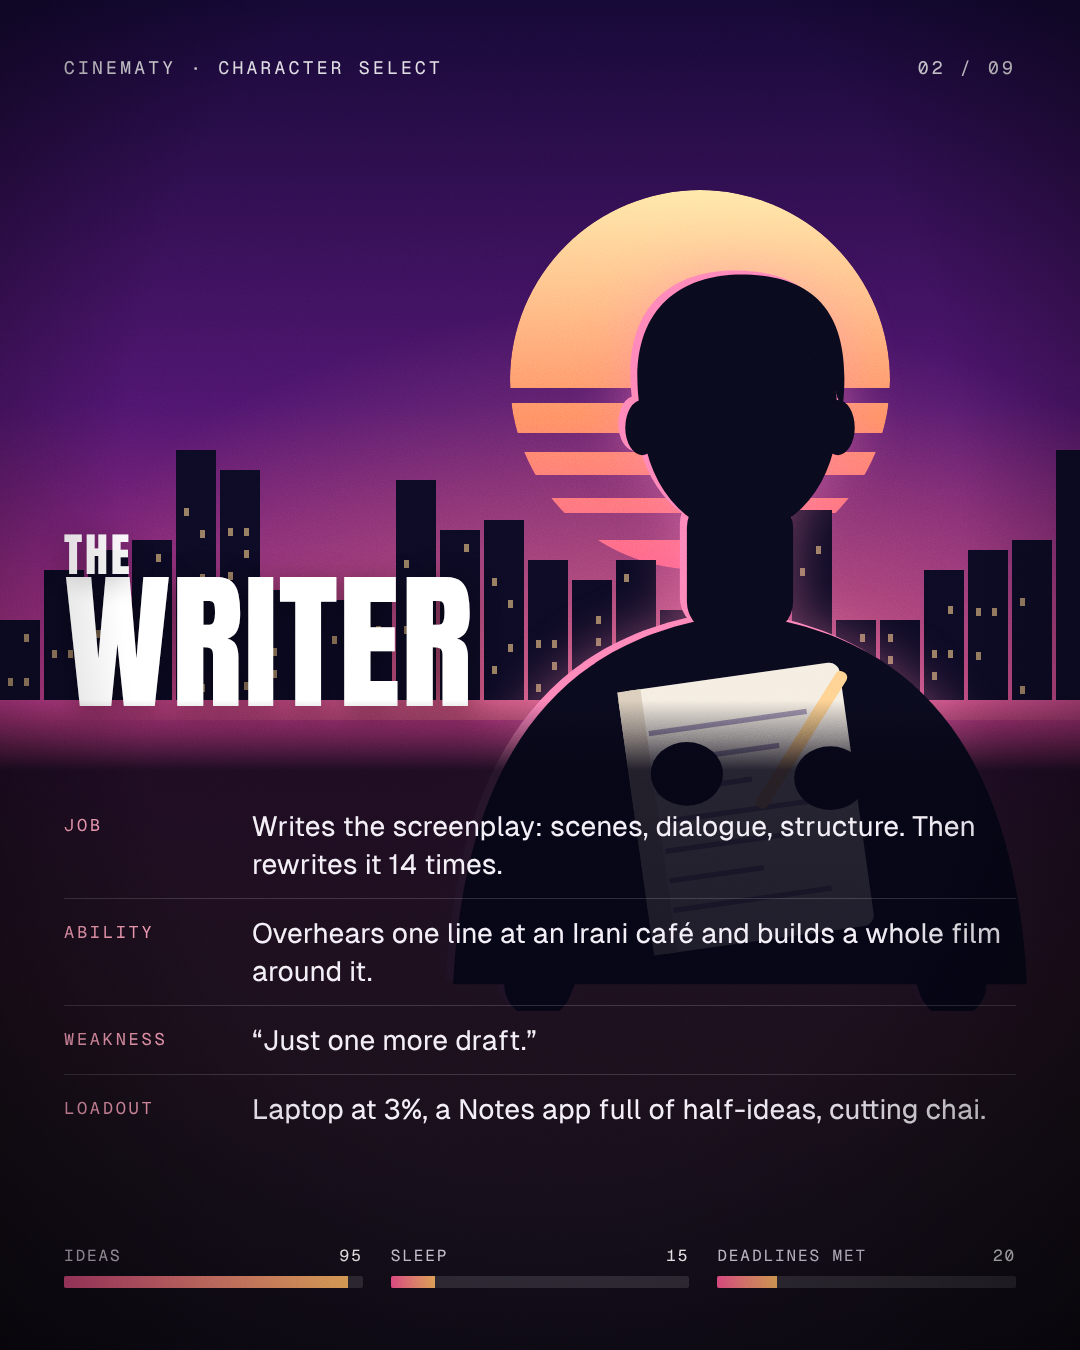 CINEMATY · CHARACTER SELECT
02 / 09
THE
WRITER
JOB
Writes the screenplay: scenes, dialogue, structure. Then
rewrites it 14 times.
ABILITY
Overhears one line at an Irani café and builds a whole film
around it.
WEAKNESS
“Just one more draft.”
LOADOUT
Laptop at 3%, a Notes app full of half-ideas, cutting chai.
IDEAS 95
SLEEP 15
DEADLINES MET 20